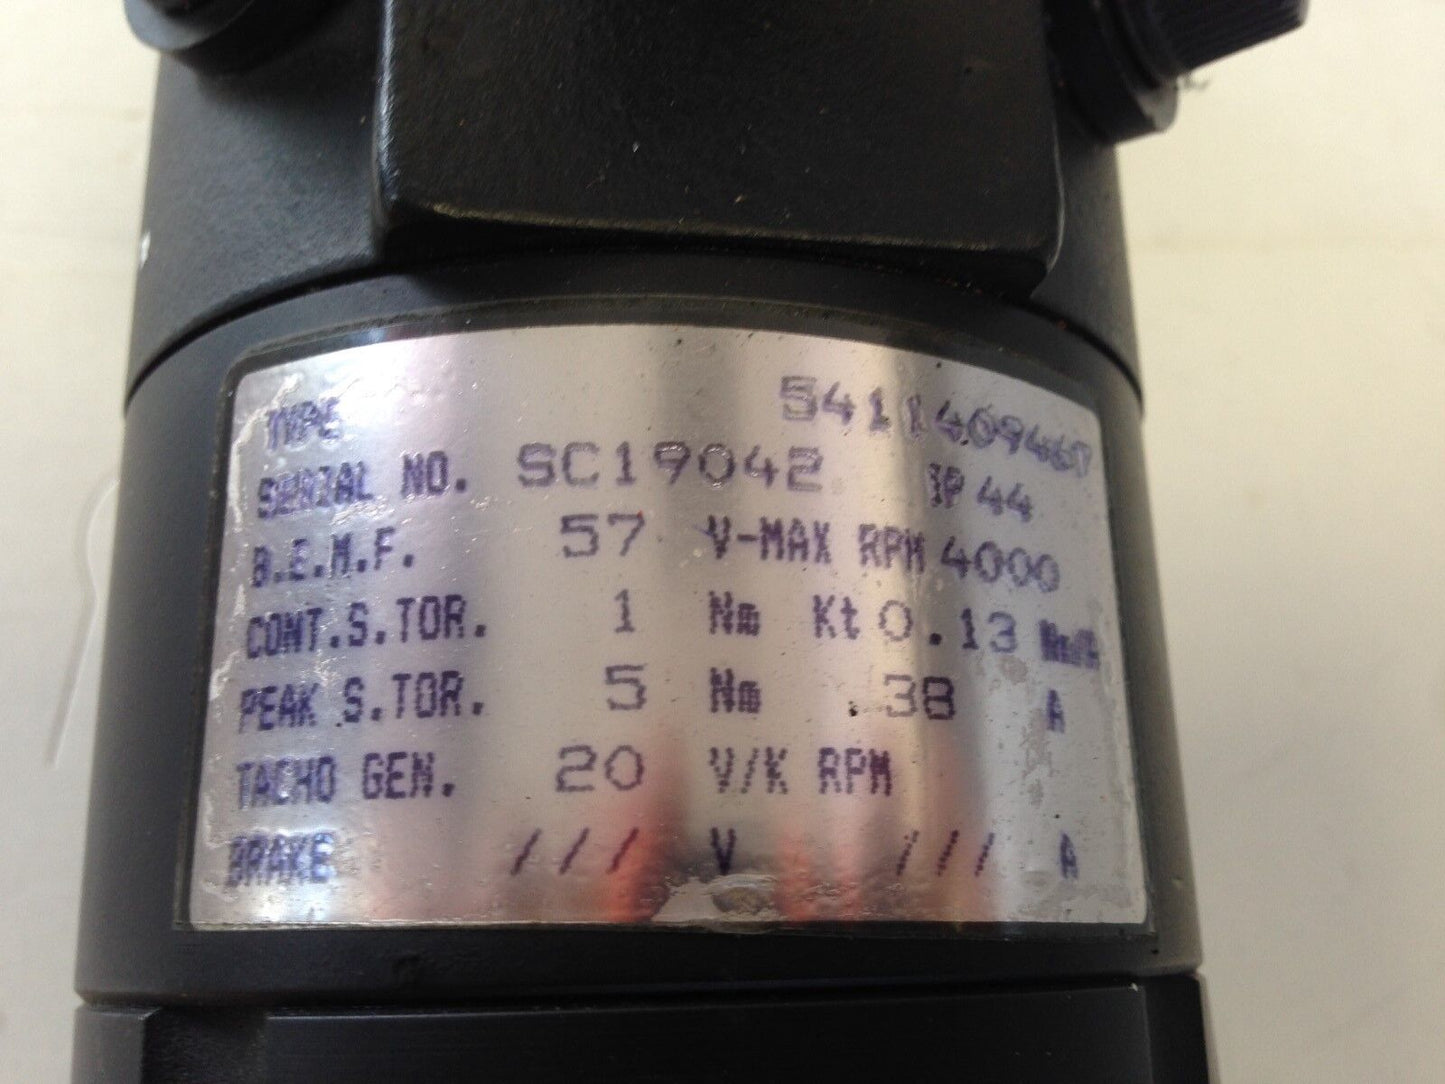 TYPE 5411409467
SERIAL NO. SC19042 IP 44
B.E.M.F. 57 V-MAX RPM 4000
CONT.S.TOR. 1 Nm Kt 0.13 Nm/A
PEAK S.TOR. 5 Nm . 38 A
TACHO GEN. 20 V/K RPM
BRAKE /// V /// A